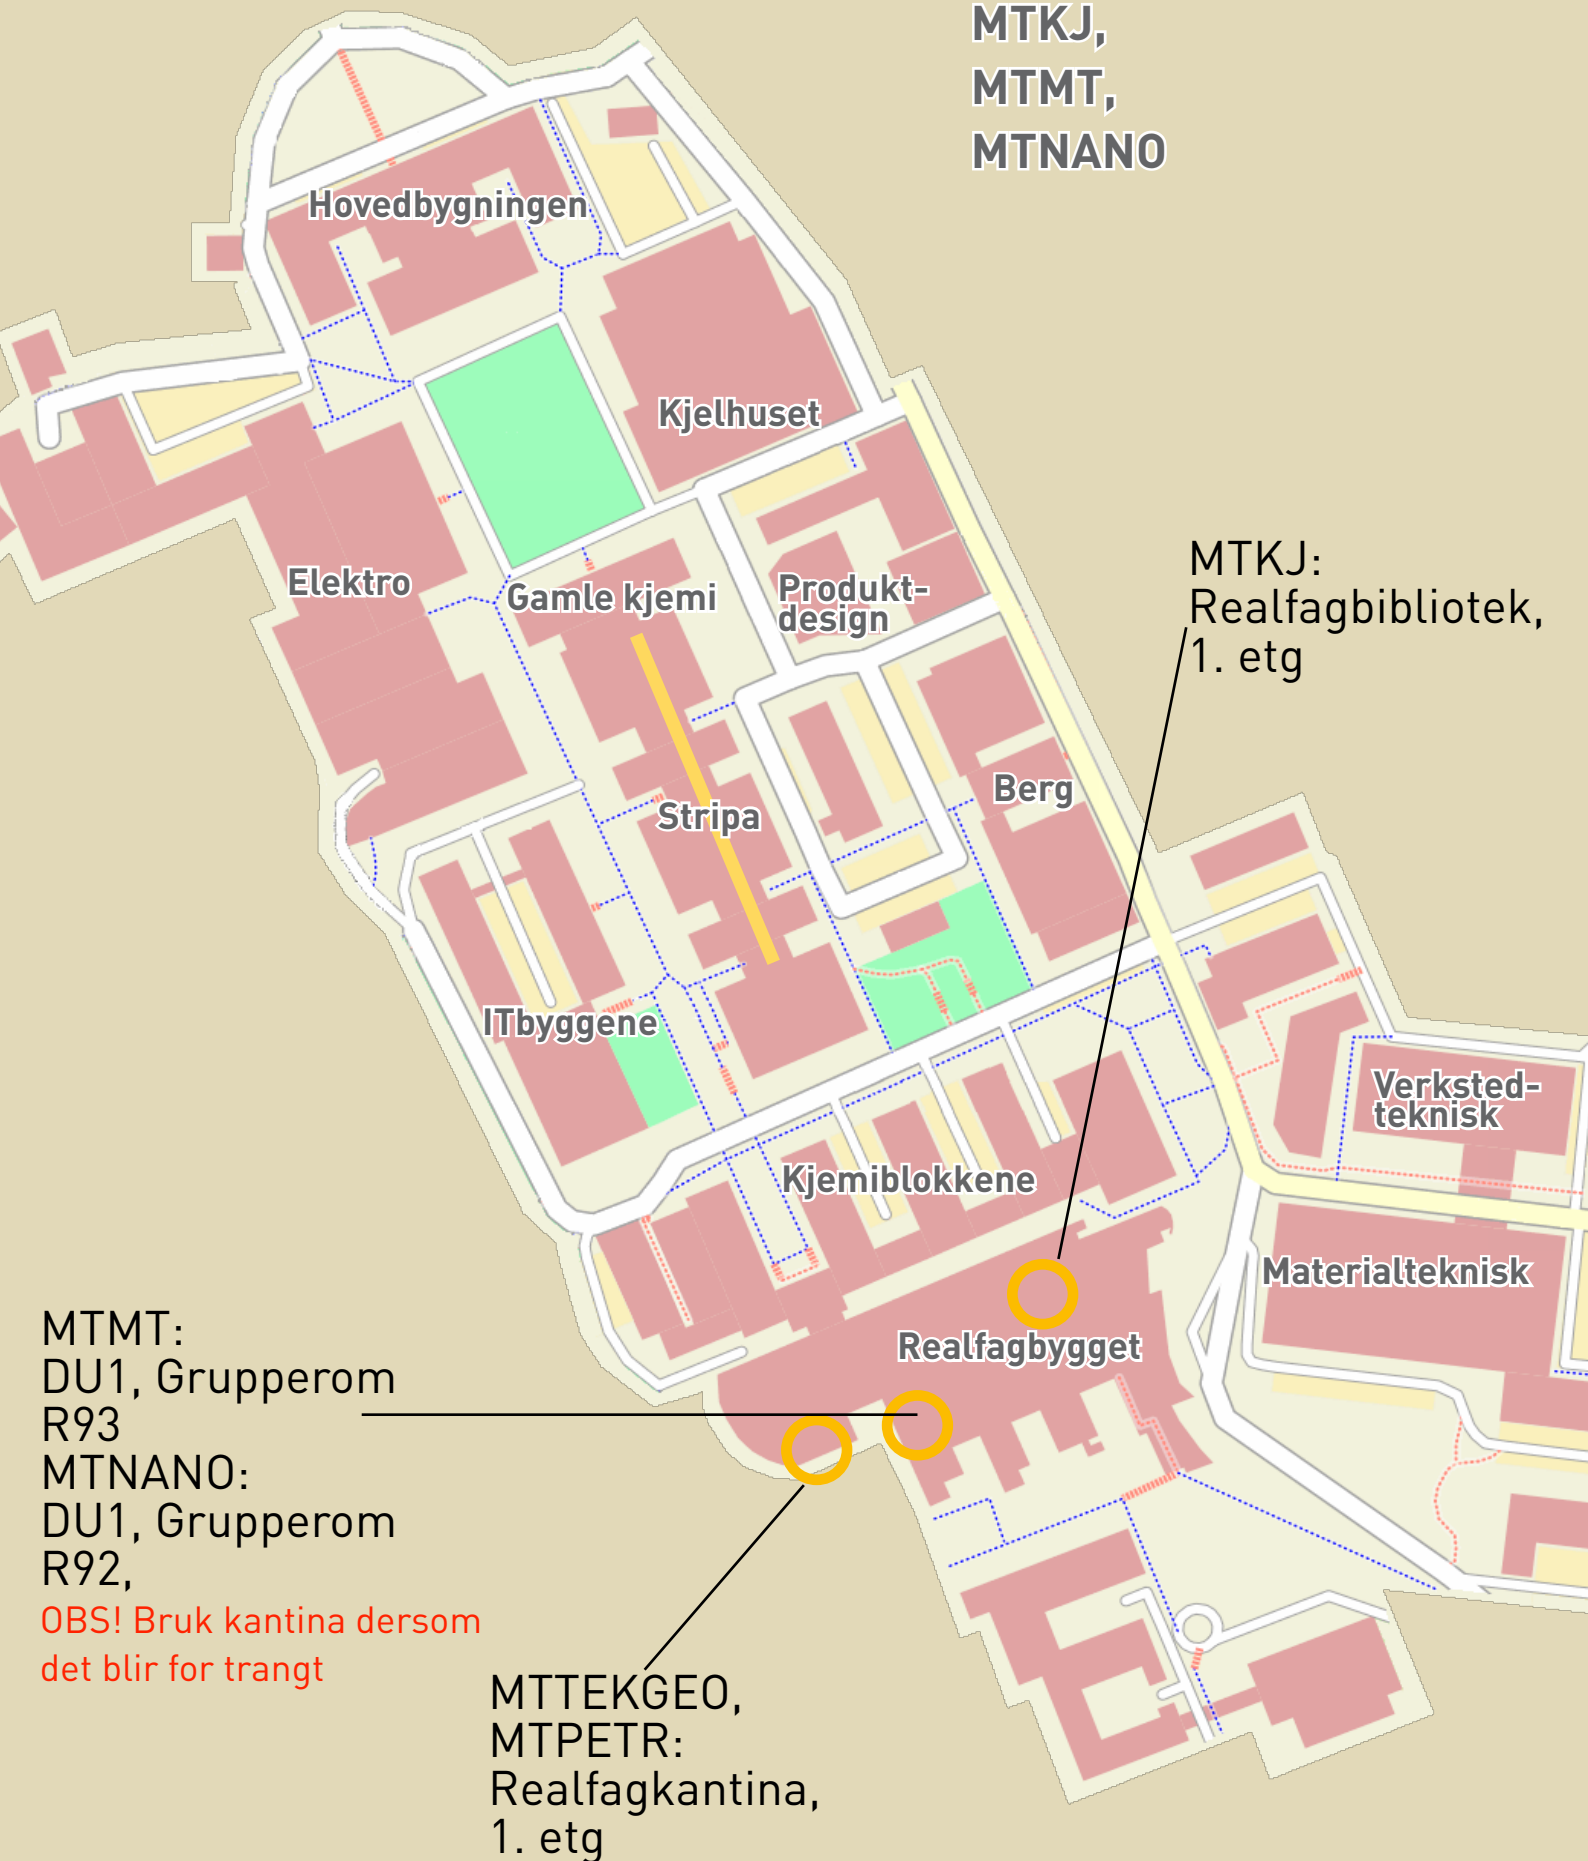 MTKJ,
MTMT,
MTNANO
Hovedbygningen
Kjelhuset
Elektro
Gamle kjemi
Produkt-
design
MTKJ:
Realfagbibliotek,
1. etg
Stripa
Berg
ITbyggene
Verksted-
teknisk
Kjemiblokkene
Materialteknisk
Realfagbygget
MTMT:
DU1, Grupperom
R93
MTNANO:
DU1, Grupperom
R92,
OBS! Bruk kantina dersom
det blir for trangt
MTTEKGEO,
MTPETR:
Realfagkantina,
1. etg